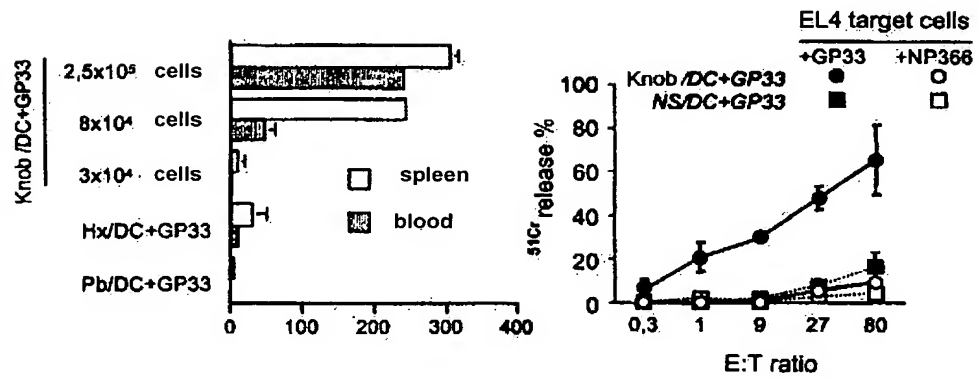 Knob /DC+GP33
2,5x10⁵ cells
8x10⁴ cells
3x10⁴ cells
Hx/DC+GP33
Pb/DC+GP33
spleen
blood
0 100 200 300 400
EL4 target cells
+GP33 +NP366
Knob /DC+GP33
NS/DC+GP33
⁵¹Cr release %
100
80
60
40
20
0
0,3 1 9 27 80
E:T ratio